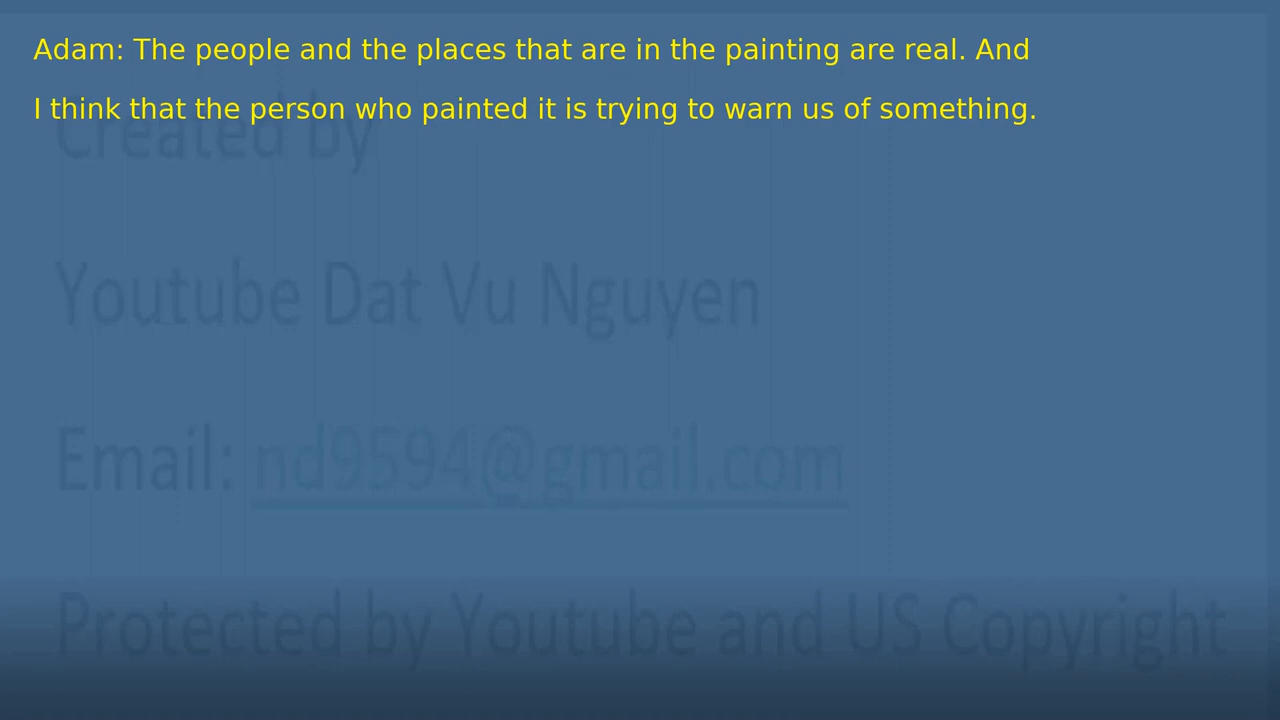 Adam: The people and the places that are in the painting are real. And
I think that the person who painted it is trying to warn us of something.
Created by
Youtube Dat Vu Nguyen
Email: nd9594@gmail.com
Protected by Youtube and US Copyright